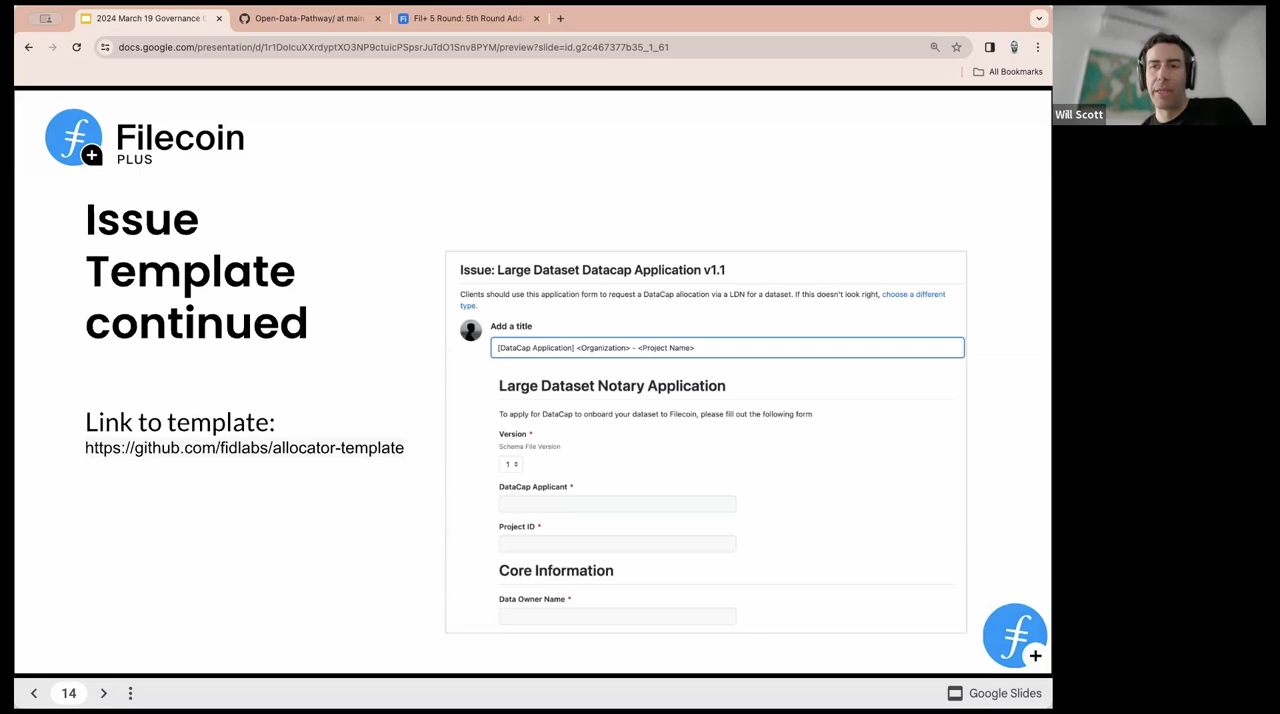 2024 March 19 Governance
Open-Data-Pathway/ at main
Fil+ 5 Round: 5th Round Add
docs.google.com/presentation/d/1r1DolcuXXrdyptXO3NP9ctuicPSpsrJuTdO1Snv8PYM/preview?slide=id.g2c467377b35_1_61
All Bookmarks
Will Scott
Filecoin
PLUS
Issue
Template
continued
Link to template:
https://github.com/fidlabs/allocator-template
Issue: Large Dataset Datacap Application v1.1
Clients should use this application form to request a DataCap allocation via a LDN for a dataset. If this doesn't look right, choose a different
type.
Add a title
[DataCap Application] <Organization> - <Project Name>
Large Dataset Notary Application
To apply for DataCap to onboard your dataset to Filecoin, please fill out the following form
Version *
Schema File Version
1
DataCap Applicant *
Project ID *
Core Information
Data Owner Name *
14
Google Slides